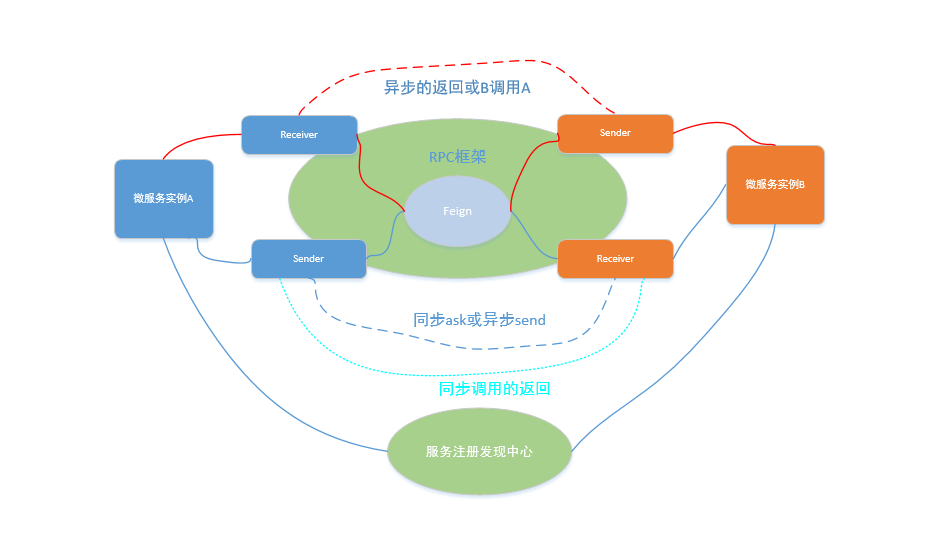 异步的返回或B调用A
Receiver
Sender
RPC框架
微服务实例A
微服务实例B
Feign
Sender
Receiver
同步ask或异步send
同步调用的返回
服务注册发现中心